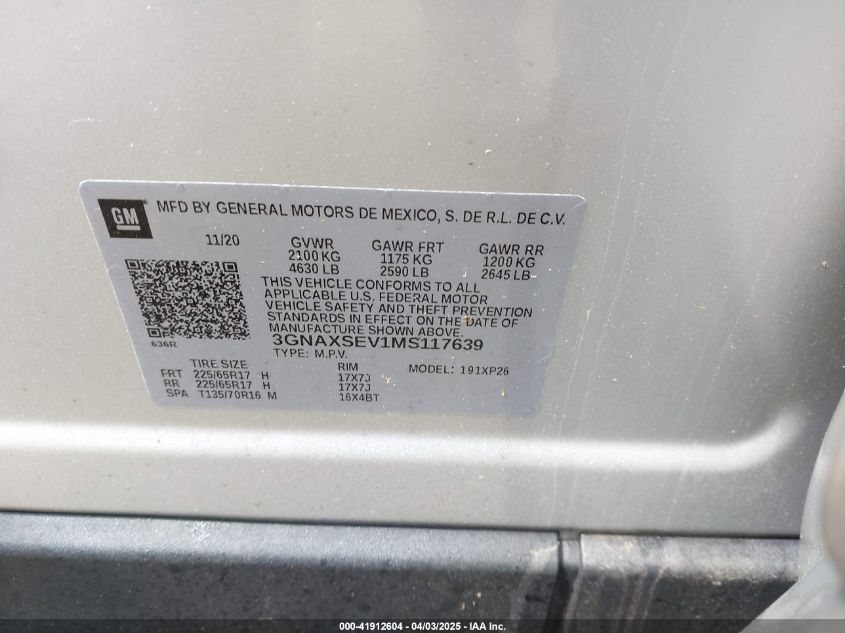 GM MFD BY GENERAL MOTORS DE MEXICO, S. DE R.L. DE C.V.
11/20 GVWR GAWR FRT GAWR RR
2100 KG 1175 KG 1200 KG
4630 LB 2590 LB 2645 LB
THIS VEHICLE CONFORMS TO ALL
APPLICABLE U.S. FEDERAL MOTOR
VEHICLE SAFETY AND THEFT PREVENTION
STANDARDS IN EFFECT ON THE DATE OF
MANUFACTURE SHOWN ABOVE.
636R 3GNAXSEV1MS117639
TYPE: M.P.V.
TIRE SIZE RIM MODEL: 191XP26
FRT 225/65R17 H 17X7J
RR 225/65R17 H 17X7J
SPA T135/70R16 M 16X4BT
000-41912604 - 04/03/2025 - IAA Inc.